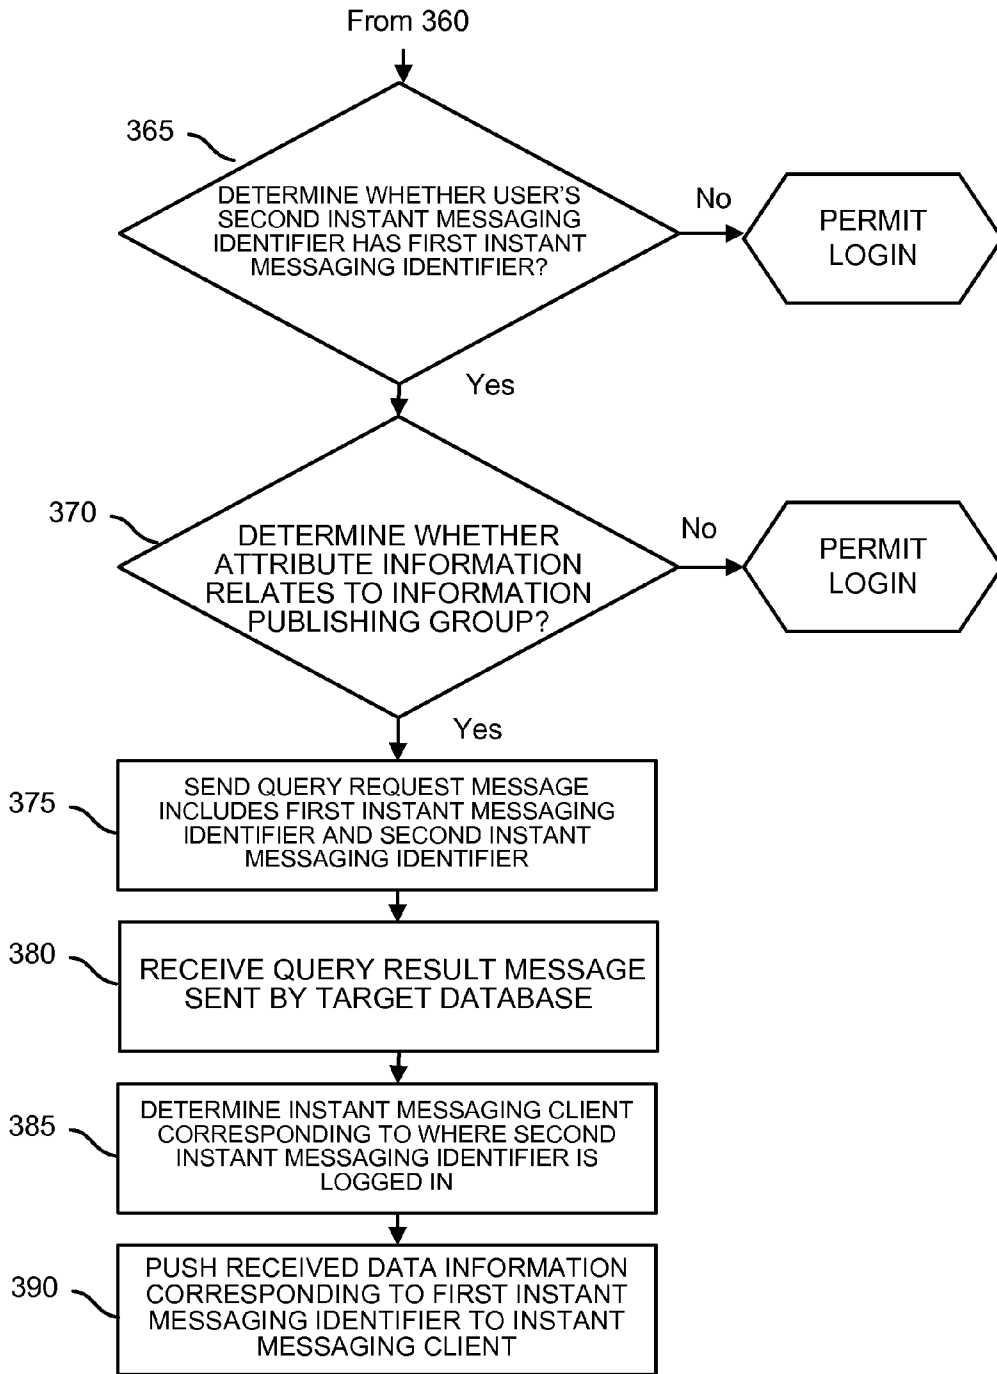 From 360
365
DETERMINE WHETHER USER'S
SECOND INSTANT MESSAGING
IDENTIFIER HAS FIRST INSTANT
MESSAGING IDENTIFIER?
No
PERMIT
LOGIN
Yes
370
DETERMINE WHETHER
ATTRIBUTE INFORMATION
RELATES TO INFORMATION
PUBLISHING GROUP?
No
PERMIT
LOGIN
Yes
375
SEND QUERY REQUEST MESSAGE
INCLUDES FIRST INSTANT MESSAGING
IDENTIFIER AND SECOND INSTANT
MESSAGING IDENTIFIER
380
RECEIVE QUERY RESULT MESSAGE
SENT BY TARGET DATABASE
385
DETERMINE INSTANT MESSAGING CLIENT
CORRESPONDING TO WHERE SECOND
INSTANT MESSAGING IDENTIFIER IS
LOGGED IN
390
PUSH RECEIVED DATA INFORMATION
CORRESPONDING TO FIRST INSTANT
MESSAGING IDENTIFIER TO INSTANT
MESSAGING CLIENT